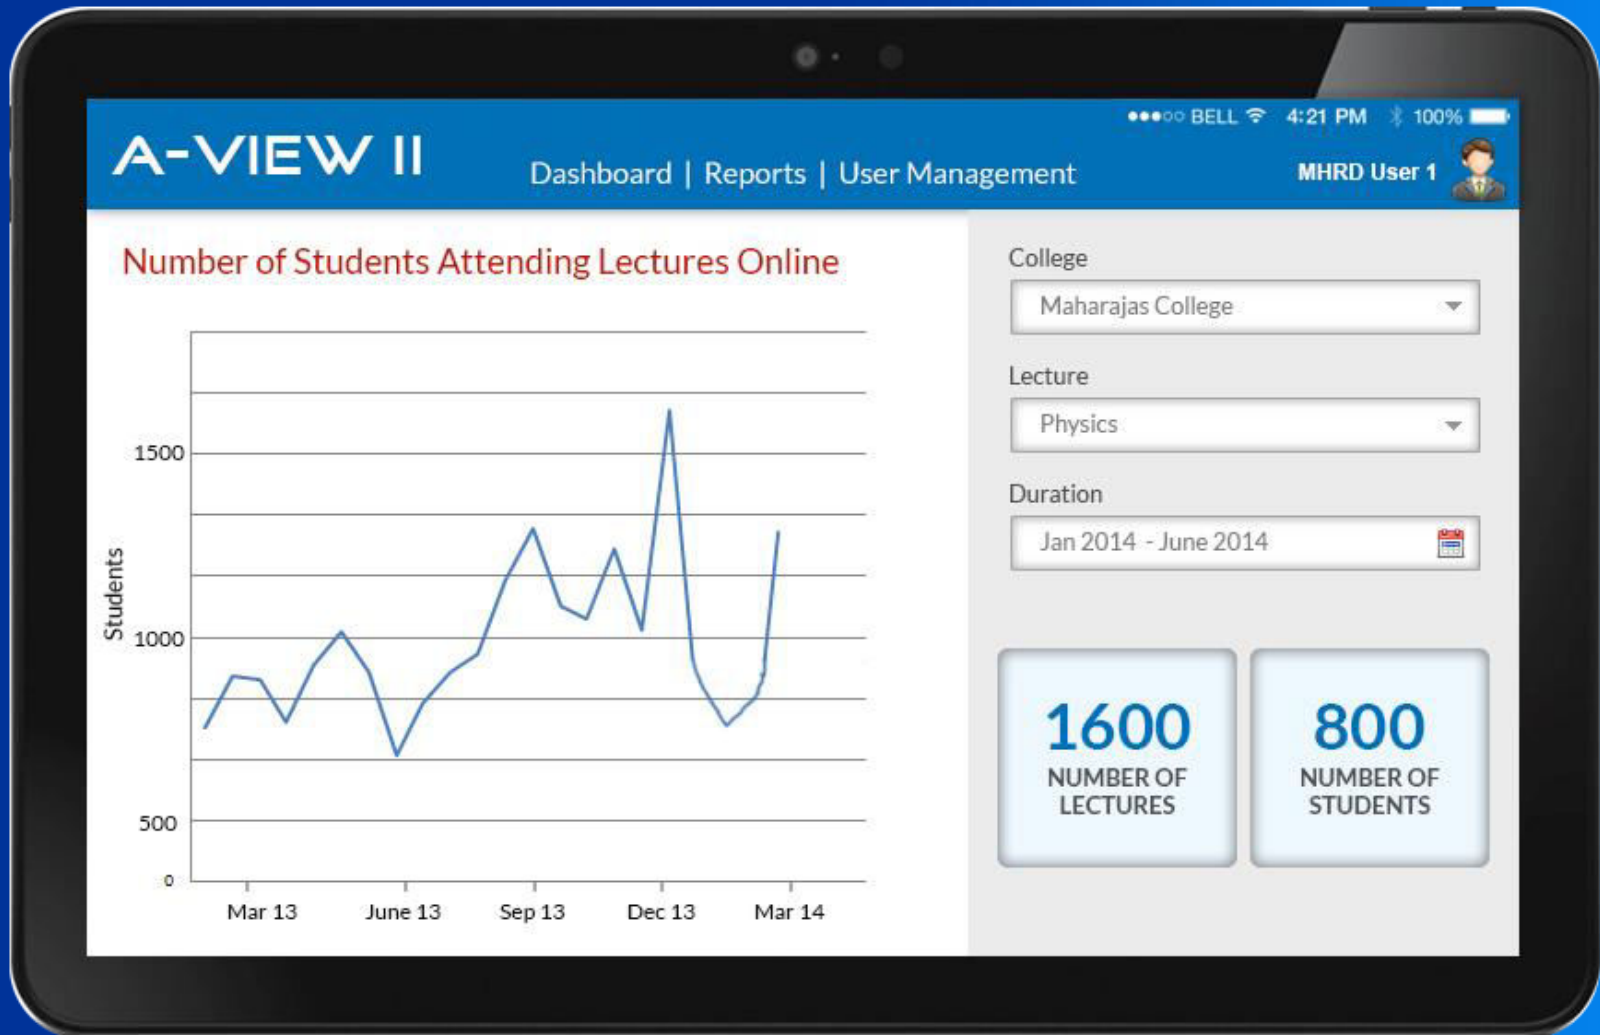 ●●●○○ BELL 4:21 PM 100%
A-VIEW II
Dashboard | Reports | User Management
MHRD User 1
Number of Students Attending Lectures Online
Students
1500
1000
500
0
Mar 13 June 13 Sep 13 Dec 13 Mar 14
College
Maharajas College
Lecture
Physics
Duration
Jan 2014 - June 2014
1600
NUMBER OF
LECTURES
800
NUMBER OF
STUDENTS